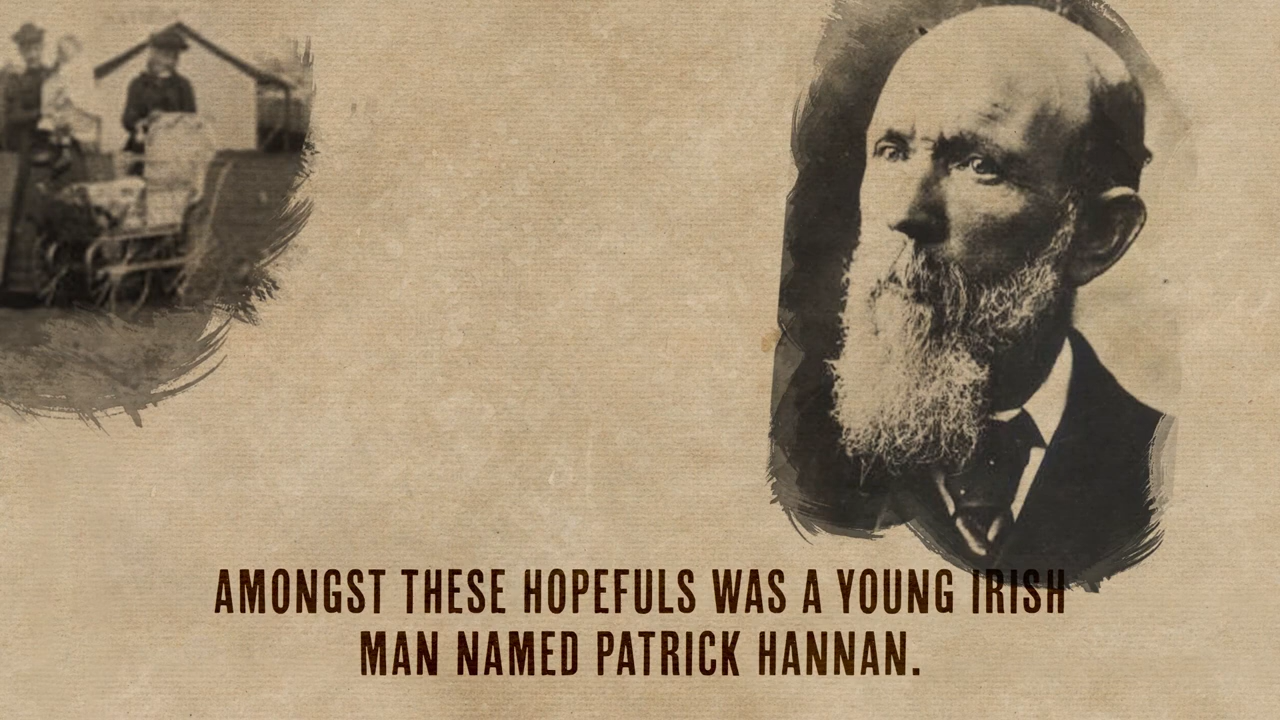 AMONGST THESE HOPEFULS WAS A YOUNG IRISH
MAN NAMED PATRICK HANNAN.